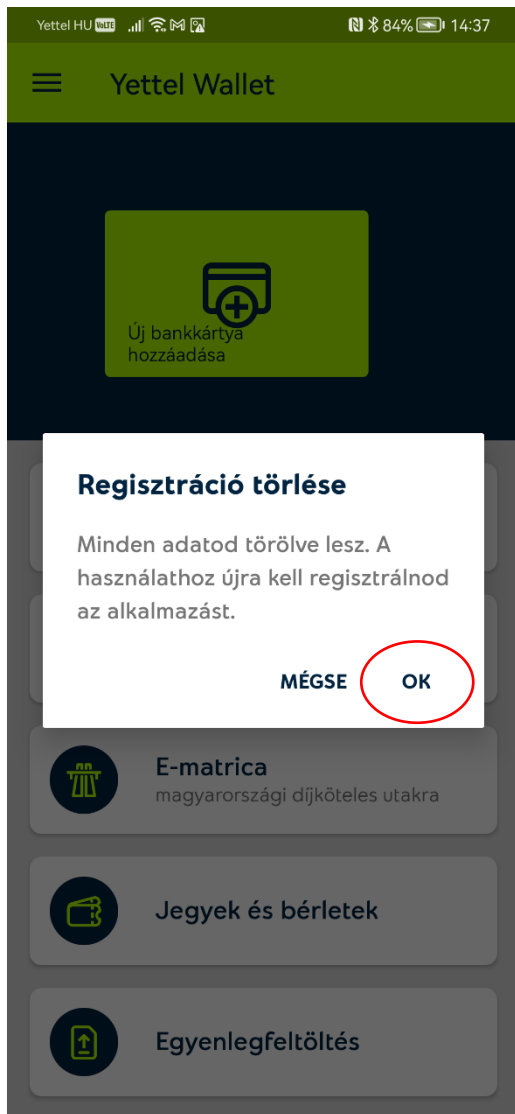 Yettel HU VoLTE 84% 14:37
Yettel Wallet
Új bankkártya
hozzáadása
Regisztráció törlése
Minden adatod törölve lesz. A
használathoz újra kell regisztrálnod
az alkalmazást.
MÉGSE OK
E-matrica
magyarországi díjköteles utakra
Jegyek és bérletek
Egyenlegfeltöltés